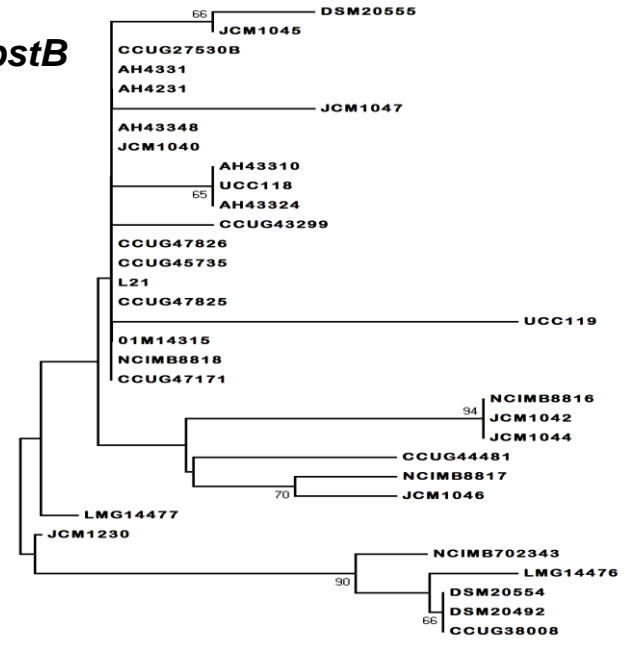 pstB
66
DSM20555
JCM1045
CCUG27530B
AH4331
AH4231
JCM1047
AH43348
JCM1040
AH43310
65
UCC118
AH43324
CCUG43299
CCUG47826
CCUG45735
L21
CCUG47825
UCC119
01M14315
NCIMB8818
CCUG47171
NCIMB8816
94
JCM1042
JCM1044
CCUG44481
NCIMB8817
70
JCM1046
LMG14477
JCM1230
NCIMB702343
90
LMG14476
DSM20554
DSM20492
66
CCUG38008